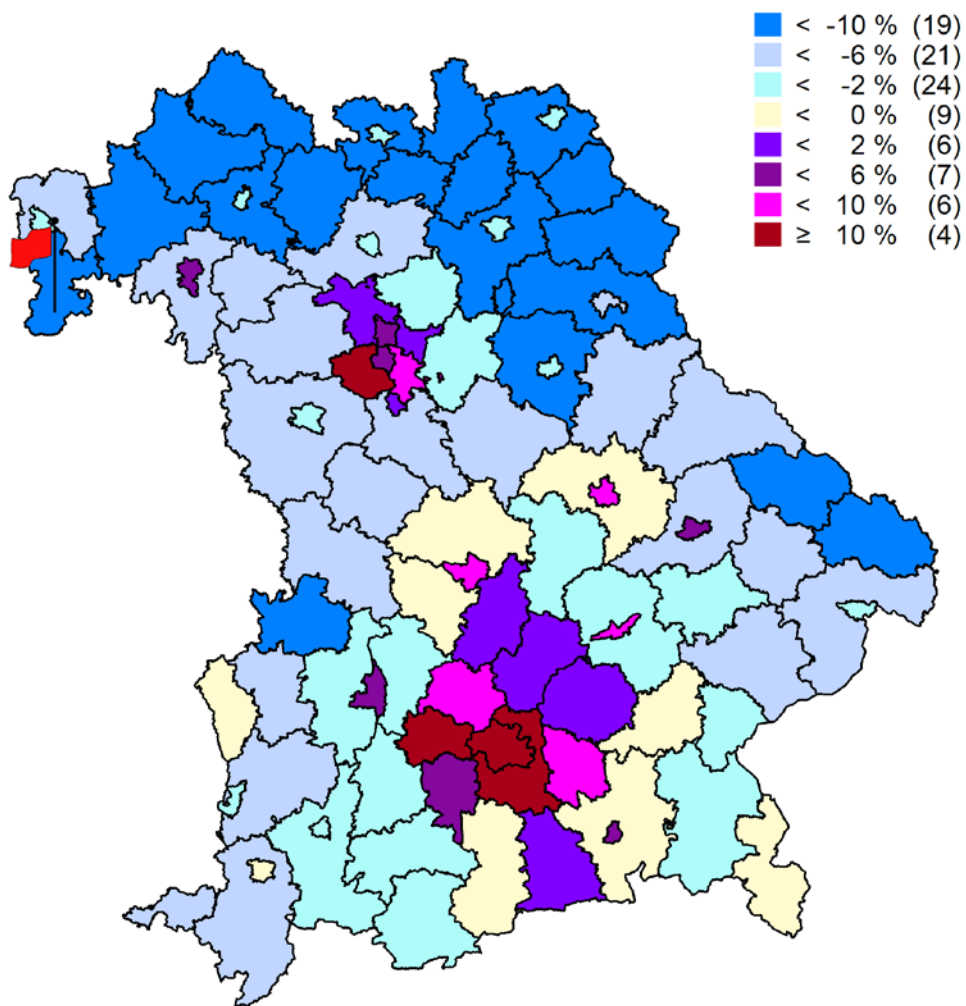 < -10 % (19)
< -6 % (21)
< -2 % (24)
< 0 % (9)
< 2 % (6)
< 6 % (7)
< 10 % (6)
≥ 10 % (4)